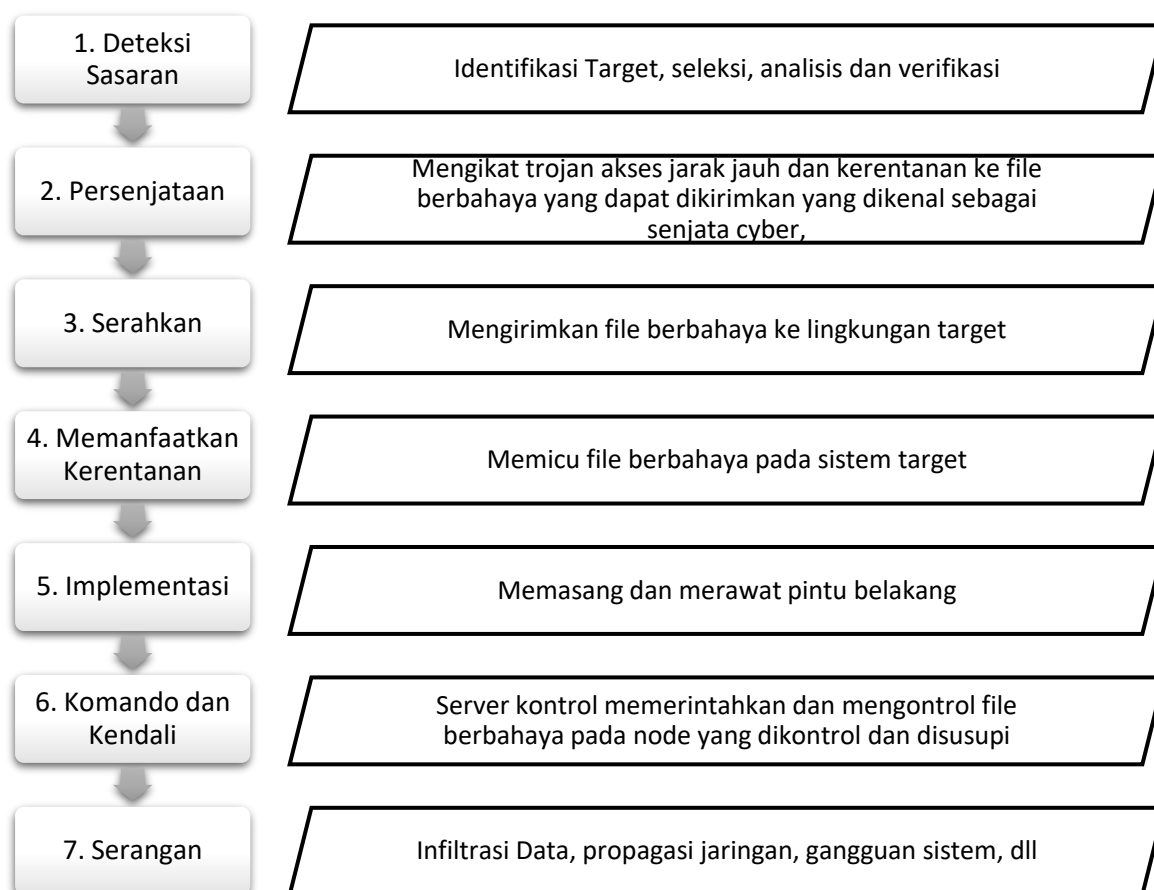 1. Deteksi
Sasaran
Identifikasi Target, seleksi, analisis dan verifikasi
2. Persenjataan
Mengikat trojan akses jarak jauh dan kerentanan ke file
berbahaya yang dapat dikirimkan yang dikenal sebagai
senjata cyber,
3. Serahkan
Mengirimkan file berbahaya ke lingkungan target
4. Memanfaatkan
Kerentanan
Memicu file berbahaya pada sistem target
5. Implementasi
Memasang dan merawat pintu belakang
6. Komando dan
Kendali
Server kontrol memerintahkan dan mengontrol file
berbahaya pada node yang dikontrol dan disusupi
7. Serangan
Infiltrasi Data, propagasi jaringan, gangguan sistem, dll